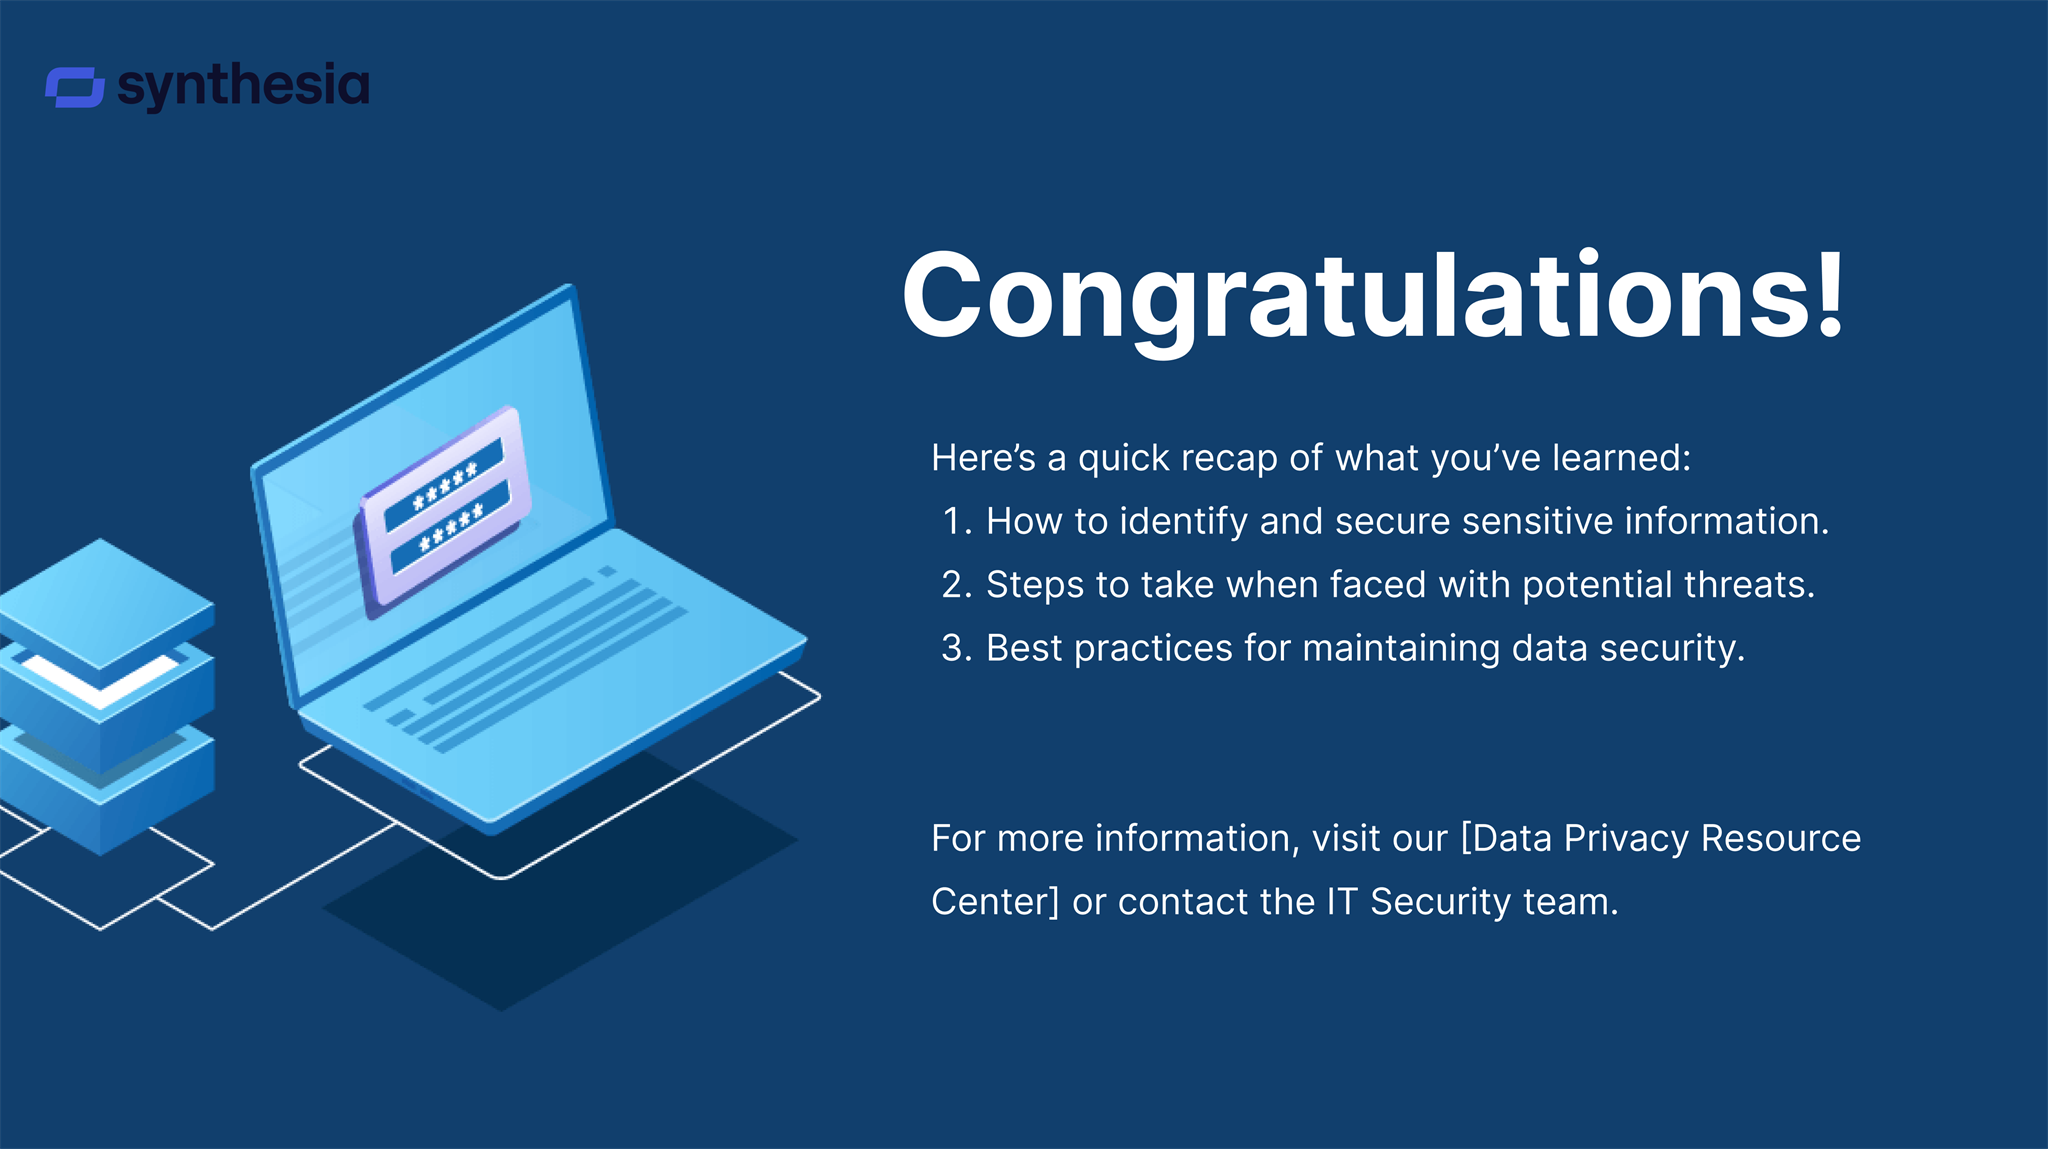 synthesia
Congratulations!
Here’s a quick recap of what you’ve learned:
1. How to identify and secure sensitive information.
2. Steps to take when faced with potential threats.
3. Best practices for maintaining data security.
For more information, visit our [Data Privacy Resource
Center] or contact the IT Security team.
*****
*****